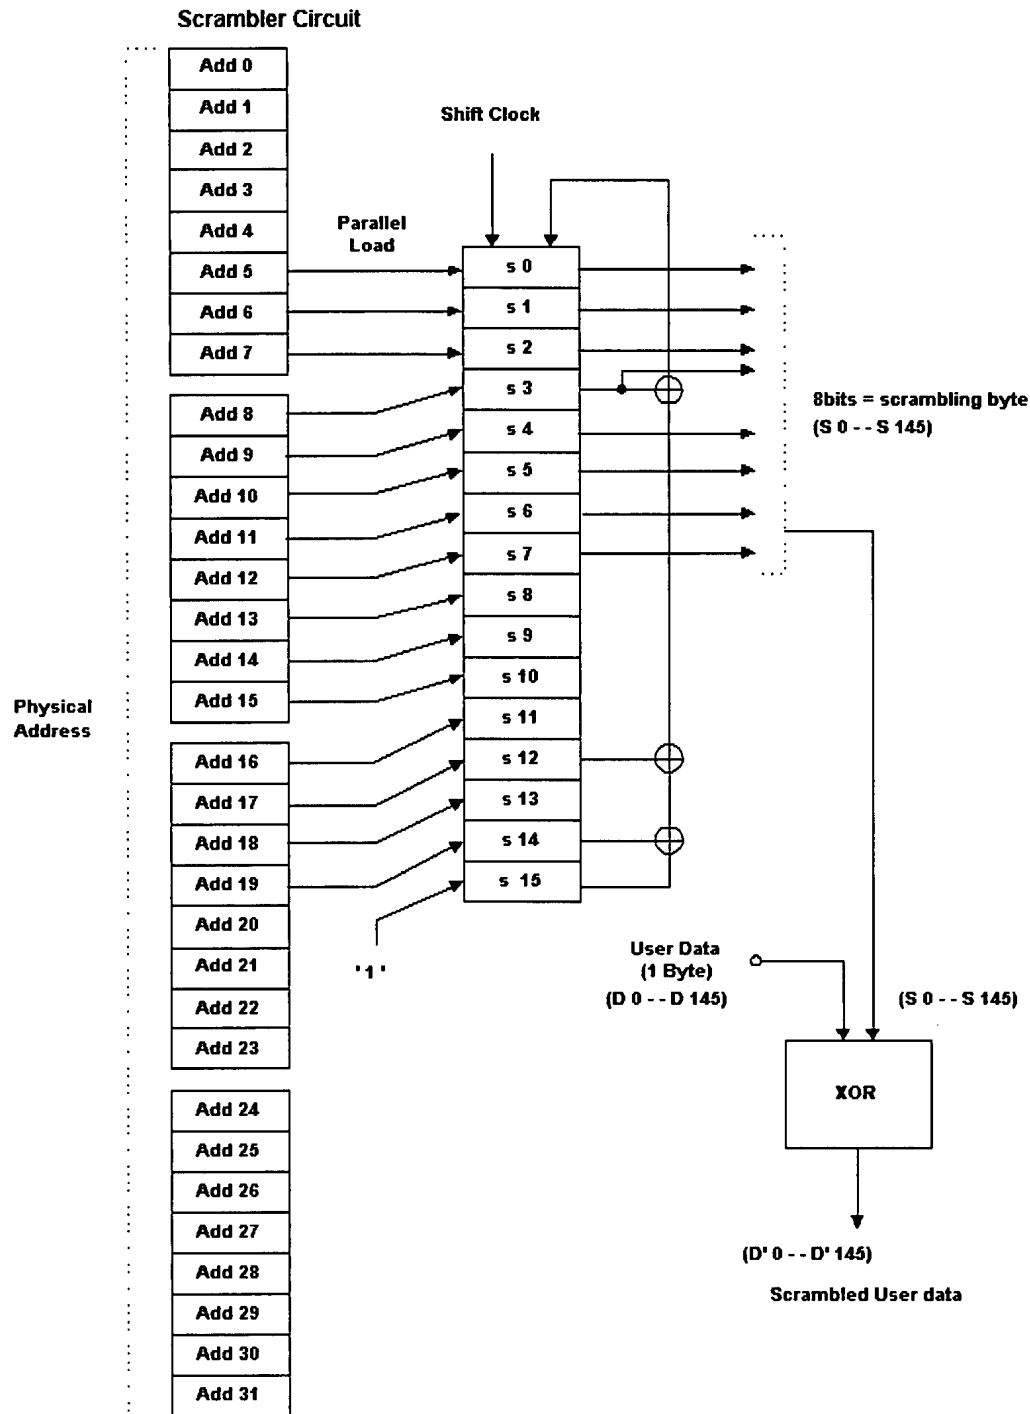 Scrambler Circuit
Add 0
Add 1
Add 2
Add 3
Add 4
Add 5
Add 6
Add 7
Add 8
Add 9
Add 10
Add 11
Add 12
Add 13
Add 14
Add 15
Add 16
Add 17
Add 18
Add 19
Add 20
Add 21
Add 22
Add 23
Add 24
Add 25
Add 26
Add 27
Add 28
Add 29
Add 30
Add 31
Physical
Address
Parallel
Load
Shift Clock
s 0
s 1
s 2
s 3
s 4
s 5
s 6
s 7
s 8
s 9
s 10
s 11
s 12
s 13
s 14
s 15
' 1 '
8bits = scrambling byte
(S 0 - - S 145)
User Data
(1 Byte)
(D 0 - - D 145)
(S 0 - - S 145)
XOR
(D' 0 - - D' 145)
Scrambled User data